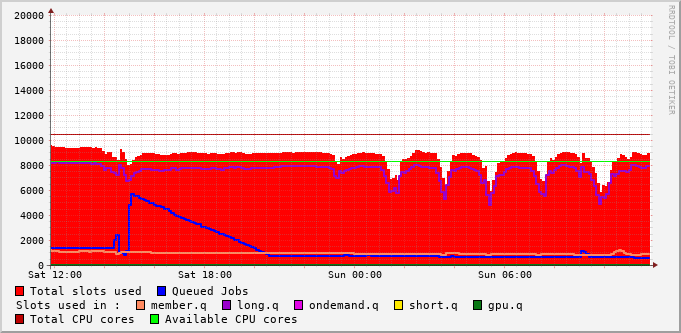 20000
18000
16000
14000
12000
10000
8000
6000
4000
2000
0
Sat 12:00 Sat 18:00 Sun 00:00 Sun 06:00
RRDTOOL / TOBI OETIKER
Total slots used Queued Jobs
Slots used in : member.q long.q ondemand.q short.q gpu.q
Total CPU cores Available CPU cores